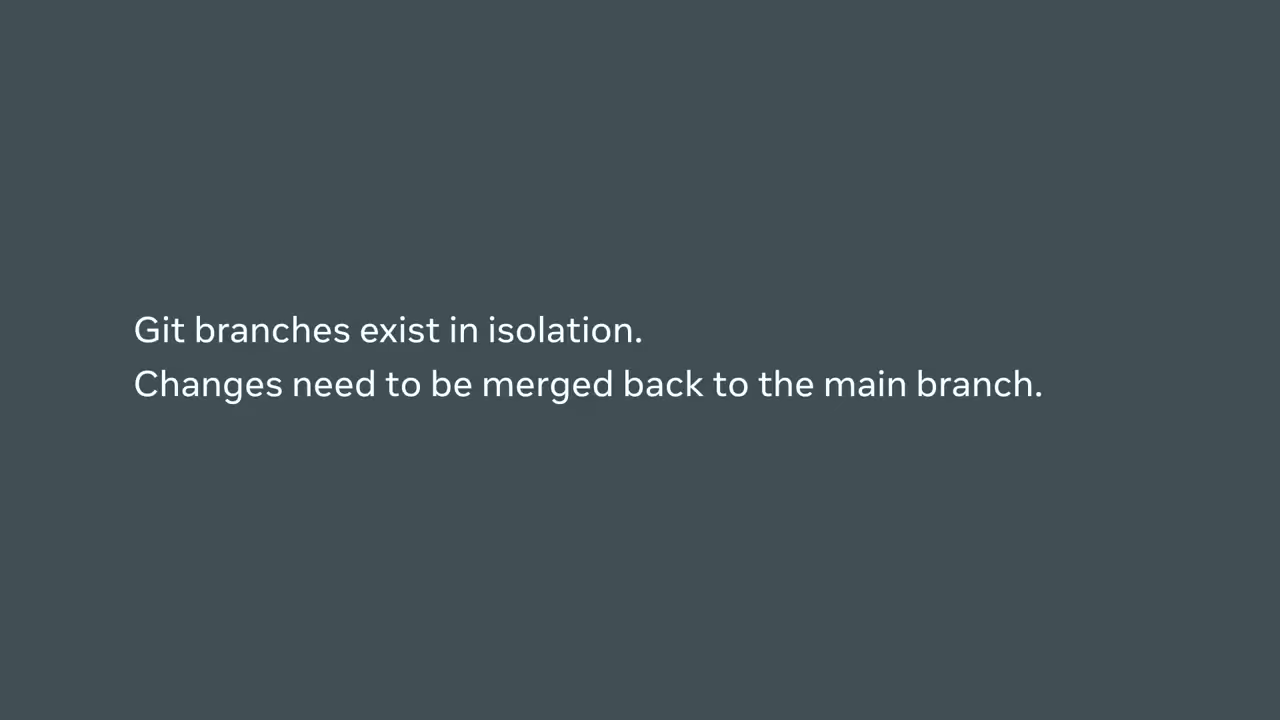 Git branches exist in isolation.
Changes need to be merged back to the main branch.